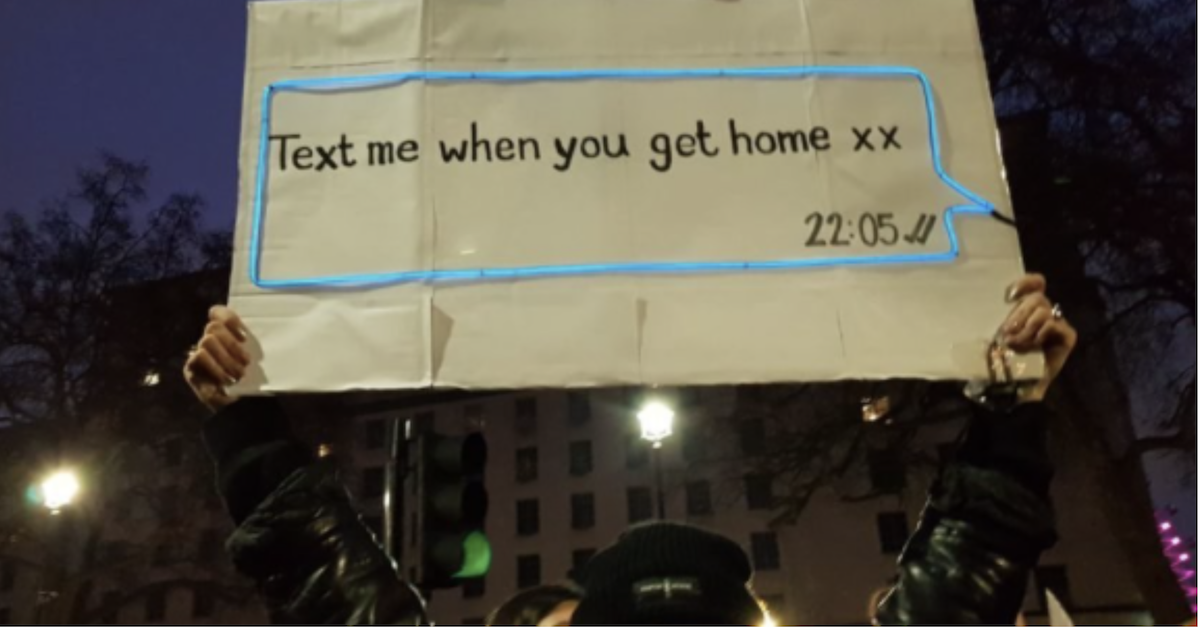 Text me when you get home xx
22:05 ✓✓